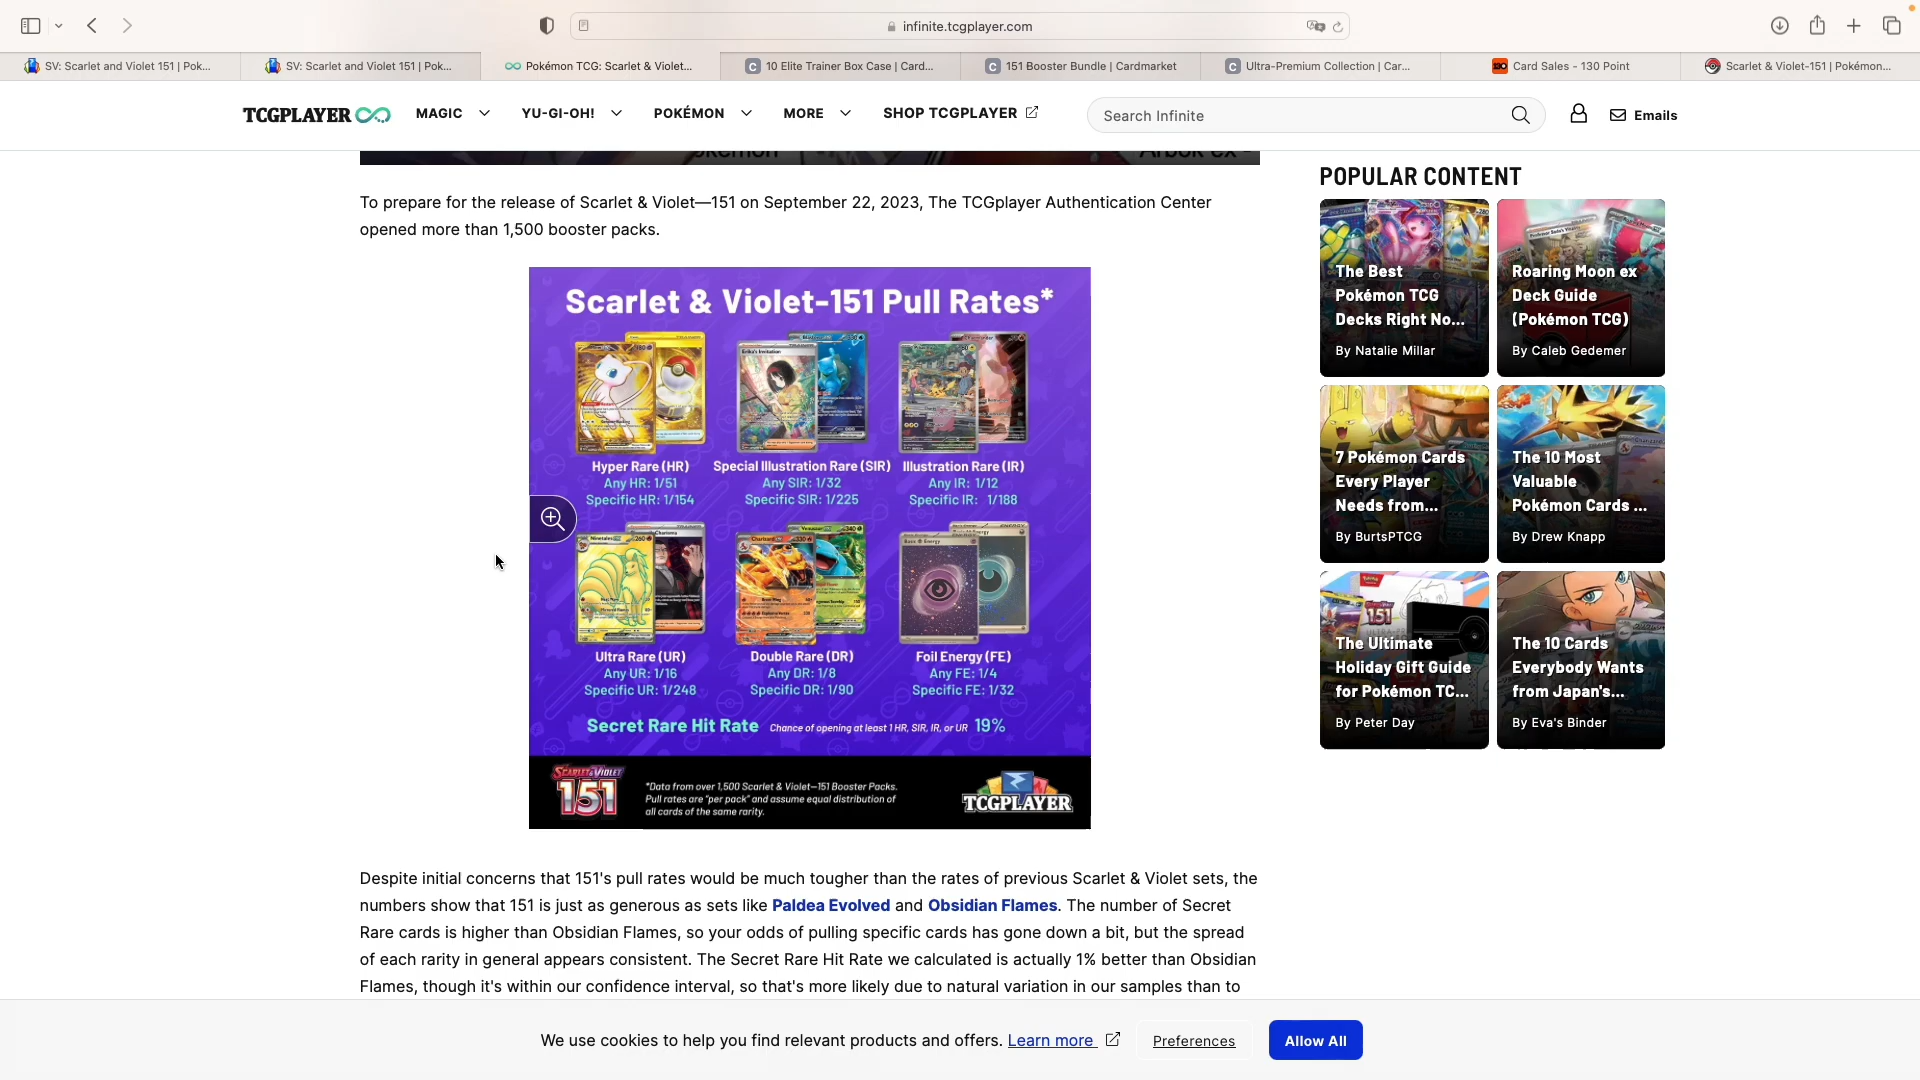 infinite.tcgplayer.com
SV: Scarlet and Violet 151 | Pok...
SV: Scarlet and Violet 151 | Pok...
Pokémon TCG: Scarlet & Violet...
10 Elite Trainer Box Case | Card...
151 Booster Bundle | Cardmarket
Ultra-Premium Collection | Car...
Card Sales - 130 Point
Scarlet & Violet-151 | Pokémon...
TCGPLAYER
MAGIC
YU-GI-OH!
POKÉMON
MORE
SHOP TCGPLAYER
Search Infinite
Emails
To prepare for the release of Scarlet & Violet—151 on September 22, 2023, The TCGplayer Authentication Center
opened more than 1,500 booster packs.
Scarlet & Violet-151 Pull Rates*
Hyper Rare (HR)
Any HR: 1/51
Specific HR: 1/154
Special Illustration Rare (SIR)
Any SIR: 1/32
Specific SIR: 1/225
Illustration Rare (IR)
Any IR: 1/12
Specific IR: 1/188
Ultra Rare (UR)
Any UR: 1/16
Specific UR: 1/248
Double Rare (DR)
Any DR: 1/8
Specific DR: 1/90
Foil Energy (FE)
Any FE: 1/4
Specific FE: 1/32
Secret Rare Hit Rate Chance of opening at least 1 HR, SIR, IR, or UR 19%
SCARLET & VIOLET
151
*Data from over 1,500 Scarlet & Violet—151 Booster Packs.
Pull rates are "per pack" and assume equal distribution of
all cards of the same rarity.
TCGPLAYER
Despite initial concerns that 151's pull rates would be much tougher than the rates of previous Scarlet & Violet sets, the
numbers show that 151 is just as generous as sets like Paldea Evolved and Obsidian Flames. The number of Secret
Rare cards is higher than Obsidian Flames, so your odds of pulling specific cards has gone down a bit, but the spread
of each rarity in general appears consistent. The Secret Rare Hit Rate we calculated is actually 1% better than Obsidian
Flames, though it's within our confidence interval, so that's more likely due to natural variation in our samples than to
POPULAR CONTENT
The Best
Pokémon TCG
Decks Right No...
By Natalie Millar
Roaring Moon ex
Deck Guide
(Pokémon TCG)
By Caleb Gedemer
7 Pokémon Cards
Every Player
Needs from...
By BurtsPTCG
The 10 Most
Valuable
Pokémon Cards ...
By Drew Knapp
The Ultimate
Holiday Gift Guide
for Pokémon TC...
By Peter Day
The 10 Cards
Everybody Wants
from Japan's...
By Eva's Binder
We use cookies to help you find relevant products and offers. Learn more
Preferences
Allow All